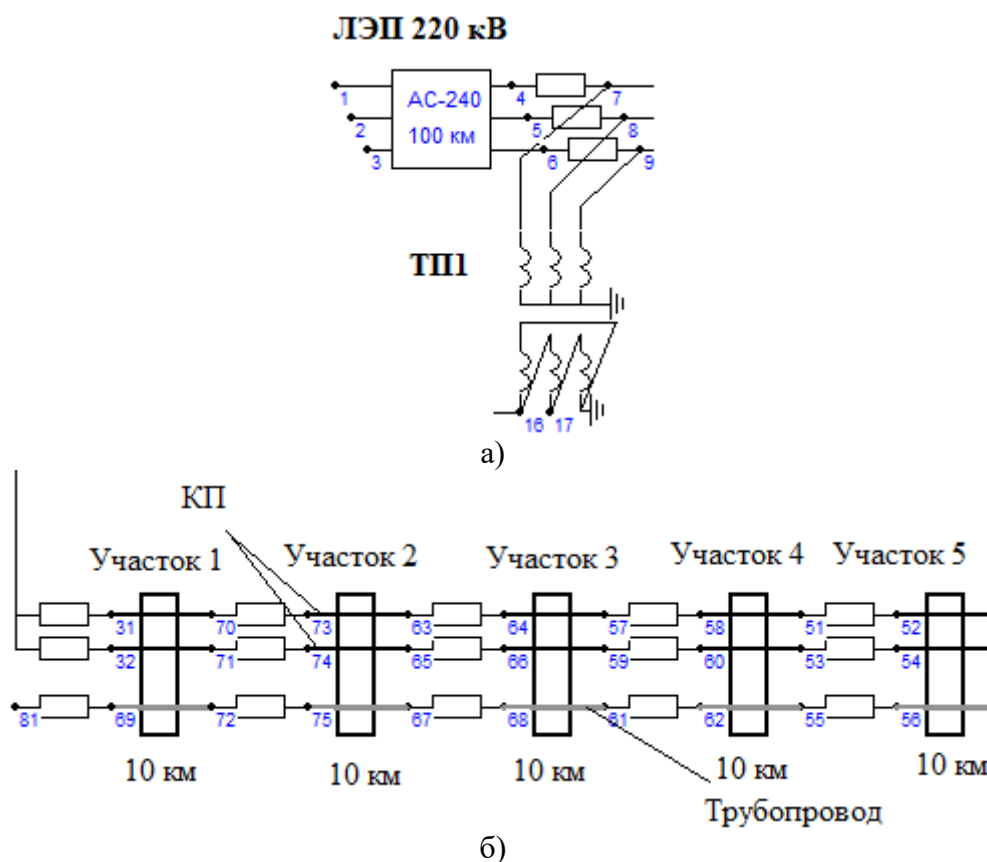 ЛЭП 220 кВ
АС-240
100 км
1 4 7
2 5 8
3 6 9
ТП1
16 17
а)
КП
Участок 1 Участок 2 Участок 3 Участок 4 Участок 5
31 70 73 63 64 57 58 51 52
32 71 74 65 66 59 60 53 54
81 69 72 75 67 68 81 62 55 56
10 км 10 км 10 км 10 км 10 км
Трубопровод
б)